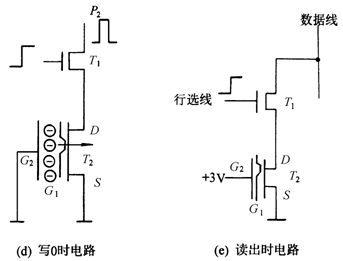 P₂
T₁
D
G₂
T₂
G₁
S
(d) 写0时电路
数据线
行选线
T₁
D
G₂
+3V
T₂
G₁
S
(e) 读出时电路